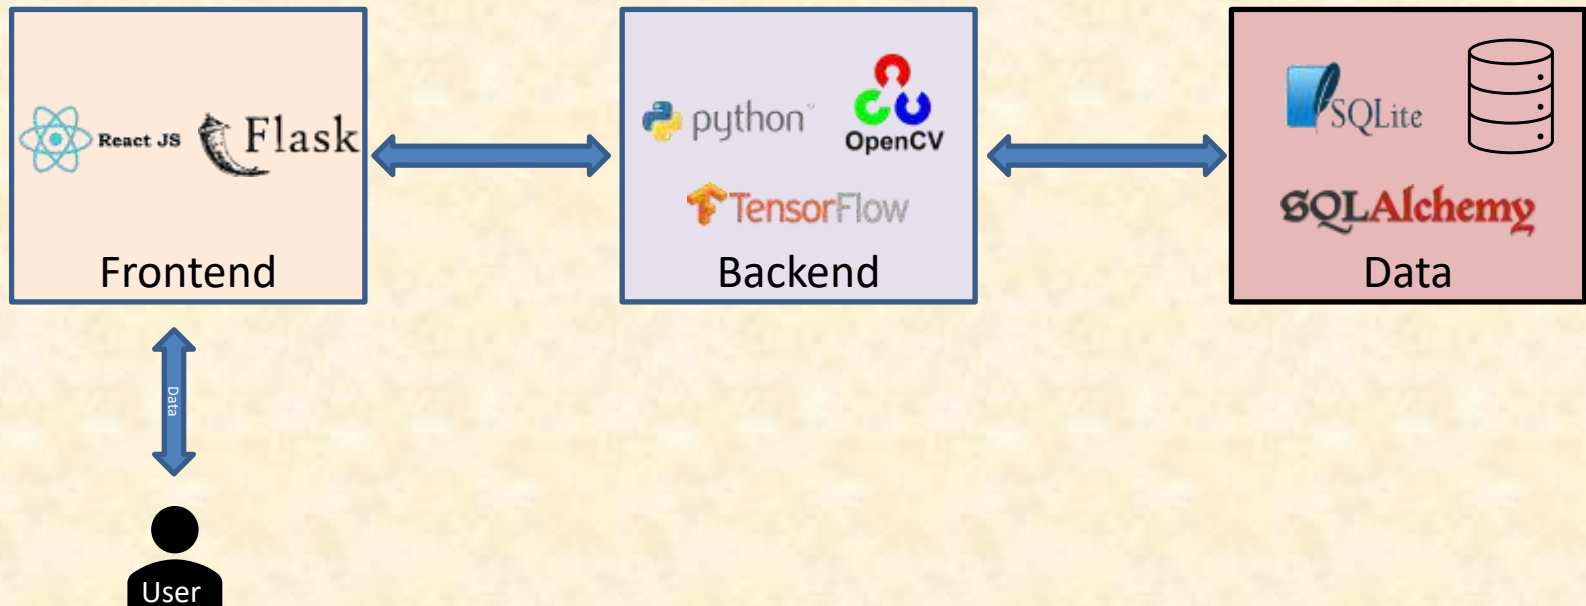 React JS
Flask
Frontend
python
OpenCV
TensorFlow
Backend
SQLite
SQLAlchemy
Data
Data
User